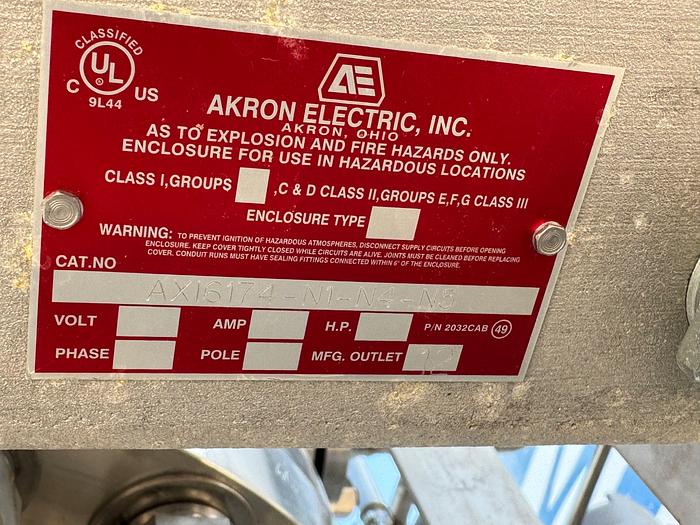 CLASSIFIED
UL
C US
9L44
AE
AKRON ELECTRIC, INC.
AKRON, OHIO
AS TO EXPLOSION AND FIRE HAZARDS ONLY.
ENCLOSURE FOR USE IN HAZARDOUS LOCATIONS
CLASS I,GROUPS ,C & D CLASS II,GROUPS E,F,G CLASS III
ENCLOSURE TYPE
WARNING: TO PREVENT IGNITION OF HAZARDOUS ATMOSPHERES, DISCONNECT SUPPLY CIRCUITS BEFORE OPENING
ENCLOSURE. KEEP COVER TIGHTLY CLOSED WHILE CIRCUITS ARE ALIVE. JOINTS MUST BE CLEANED BEFORE REPLACING
COVER. CONDUIT RUNS MUST HAVE SEALING FITTINGS CONNECTED WITHIN 6" OF THE ENCLOSURE.
CAT.NO
AXI6174-N1-N4-N5
VOLT AMP H.P. P/N 2032CAB 49
PHASE POLE MFG. OUTLET 12